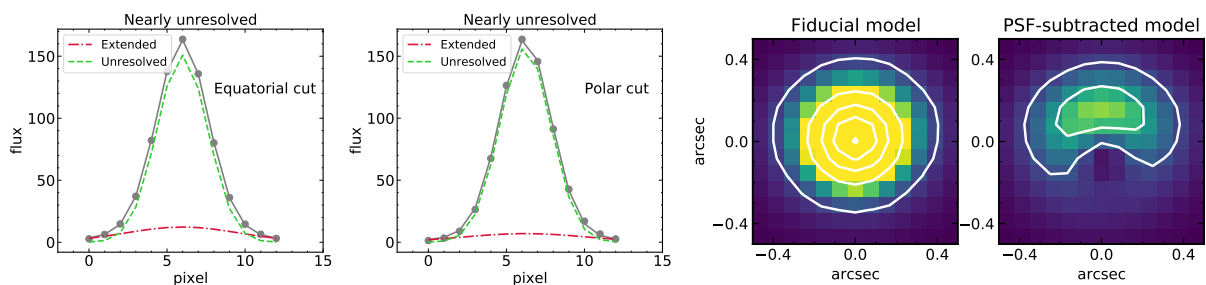 Nearly unresolved
Extended
Unresolved
Equatorial cut
flux
150
100
50
0
0
5
10
15
pixel
Nearly unresolved
Extended
Unresolved
Polar cut
flux
150
100
50
0
0
5
10
15
pixel
Fiducial model
arcsec
0.4
0.0
−0.4
−0.4
0.0
0.4
arcsec
PSF-subtracted model
0.4
0.0
−0.4
−0.4
0.0
0.4
arcsec